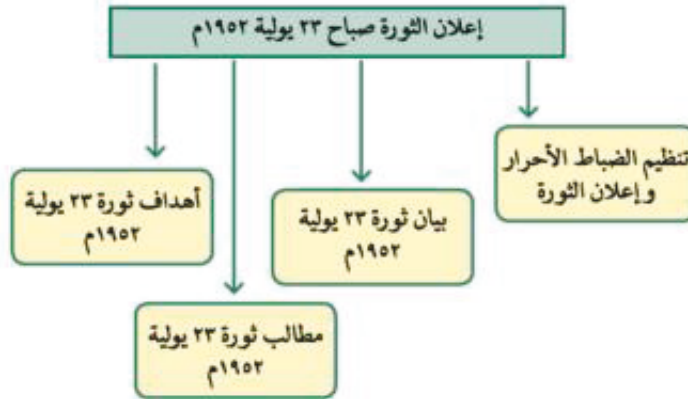 إعلان الثورة صباح ٢٣ يولية ١٩٥٢م
تنظيم الضباط الأحرار
وإعلان الثورة
بيان ثورة ٢٣ يولية
١٩٥٢م
مطالب ثورة ٢٣ يولية
١٩٥٢م
أهداف ثورة ٢٣ يولية
١٩٥٢م